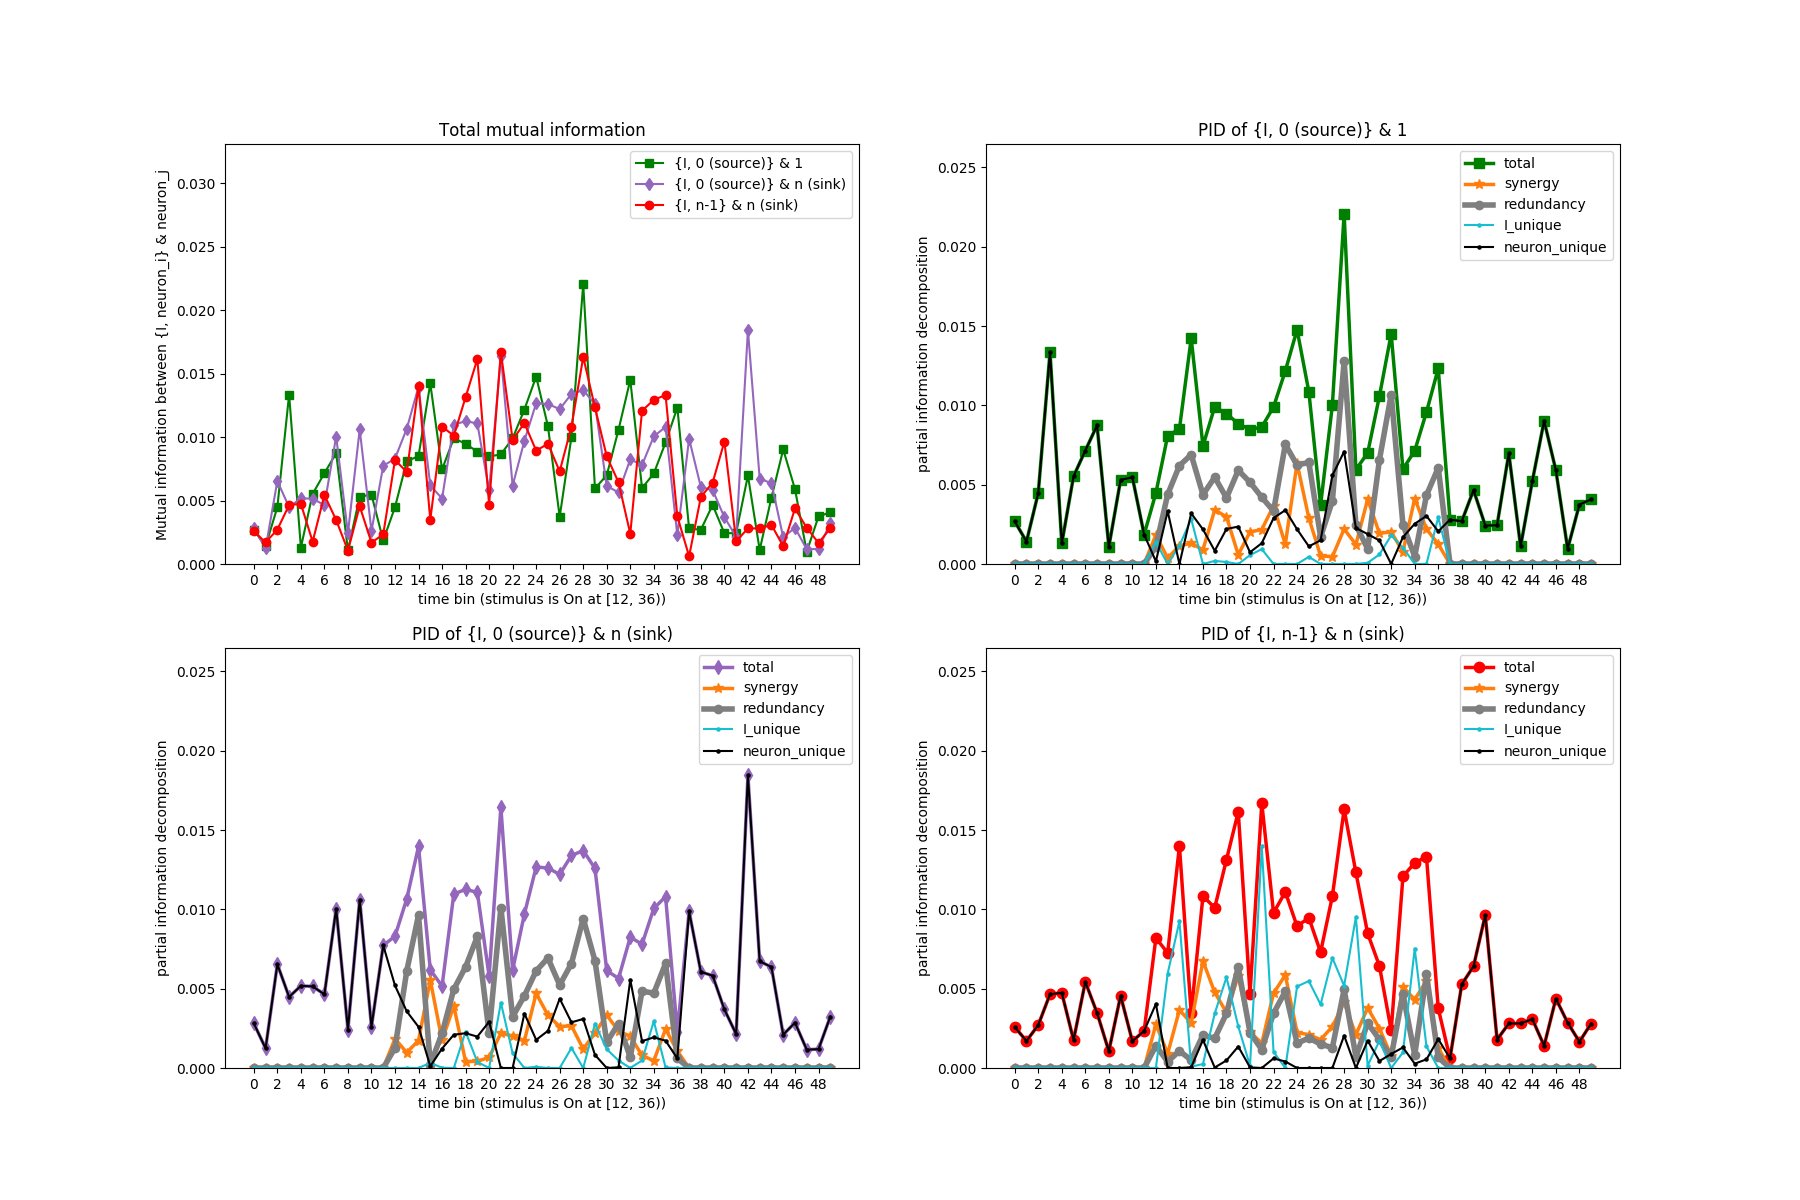 Total mutual information
Mutual information between {I, neuron_i} & neuron_j
0.030
0.025
0.020
0.015
0.010
0.005
0.000
{I, 0 (source)} & 1
{I, 0 (source)} & n (sink)
{I, n-1} & n (sink)
0 2 4 6 8 10 12 14 16 18 20 22 24 26 28 30 32 34 36 38 40 42 44 46 48
time bin (stimulus is On at [12, 36))
PID of {I, 0 (source)} & 1
partial information decomposition
0.025
0.020
0.015
0.010
0.005
0.000
total
synergy
redundancy
I_unique
neuron_unique
0 2 4 6 8 10 12 14 16 18 20 22 24 26 28 30 32 34 36 38 40 42 44 46 48
time bin (stimulus is On at [12, 36))
PID of {I, 0 (source)} & n (sink)
partial information decomposition
0.025
0.020
0.015
0.010
0.005
0.000
total
synergy
redundancy
I_unique
neuron_unique
0 2 4 6 8 10 12 14 16 18 20 22 24 26 28 30 32 34 36 38 40 42 44 46 48
time bin (stimulus is On at [12, 36))
PID of {I, n-1} & n (sink)
partial information decomposition
0.025
0.020
0.015
0.010
0.005
0.000
total
synergy
redundancy
I_unique
neuron_unique
0 2 4 6 8 10 12 14 16 18 20 22 24 26 28 30 32 34 36 38 40 42 44 46 48
time bin (stimulus is On at [12, 36))